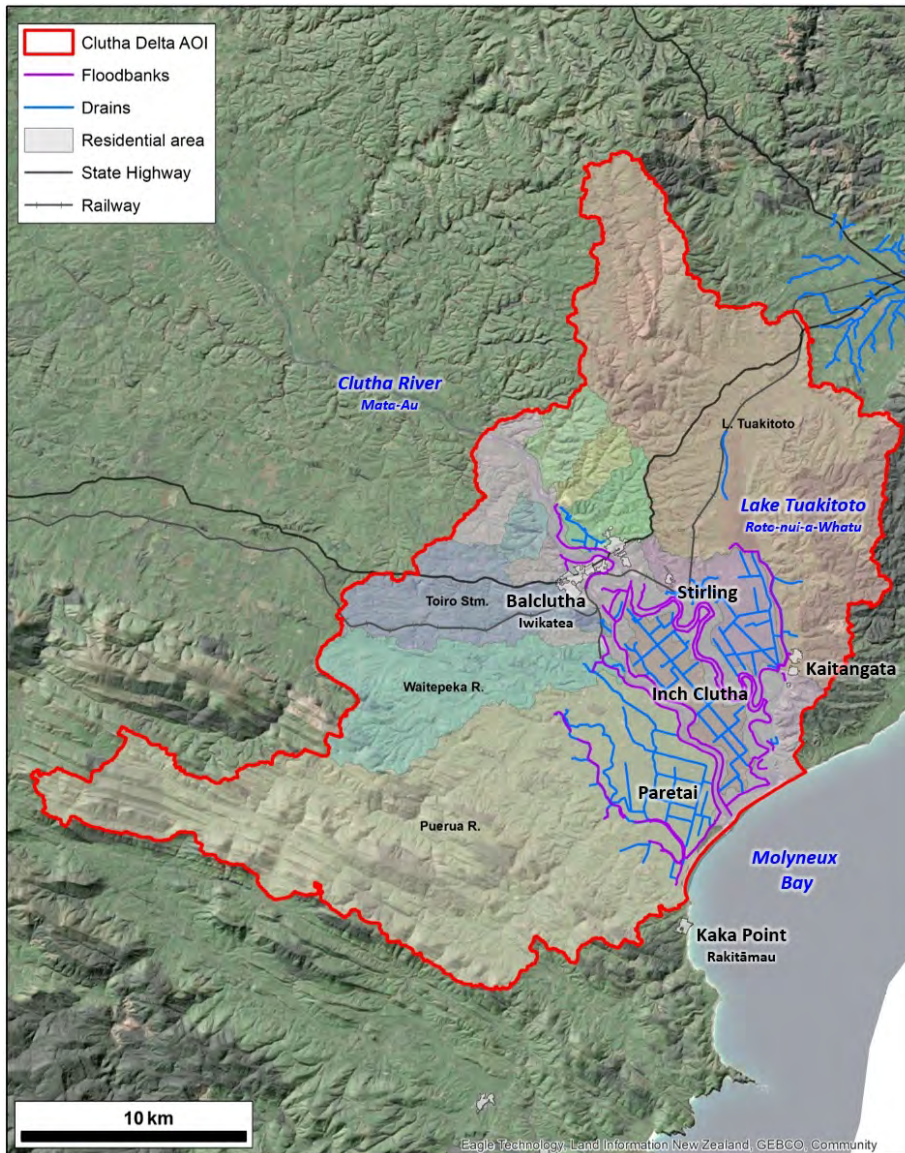 Clutha Delta AOI
Floodbanks
Drains
Residential area
State Highway
Railway
Clutha River
Mata-Au
L. Tuakitoto
Lake Tuakitoto
Roto-nui-a-Whatu
Stirling
Toiro Stm.
Balclutha
Iwikatea
Kaitangata
Waitepeka R.
Inch Clutha
Paretai
Puerua R.
Molyneux
Bay
Kaka Point
Rakitāmau
10 km
Eagle Technology, Land Information New Zealand, GEBCO, Community